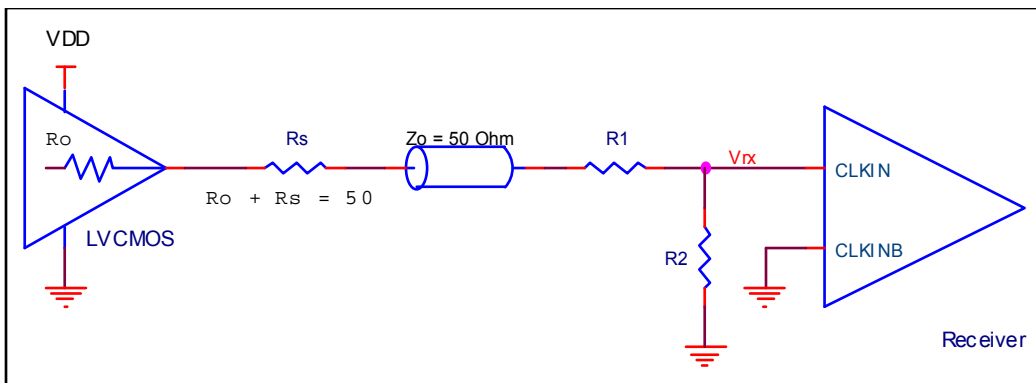 VDD
Ro
Rs
Zo = 50 Ohm
R1
Vrx
CLKIN
Ro + Rs = 50
LVCMOS
R2
CLKINB
Receiver